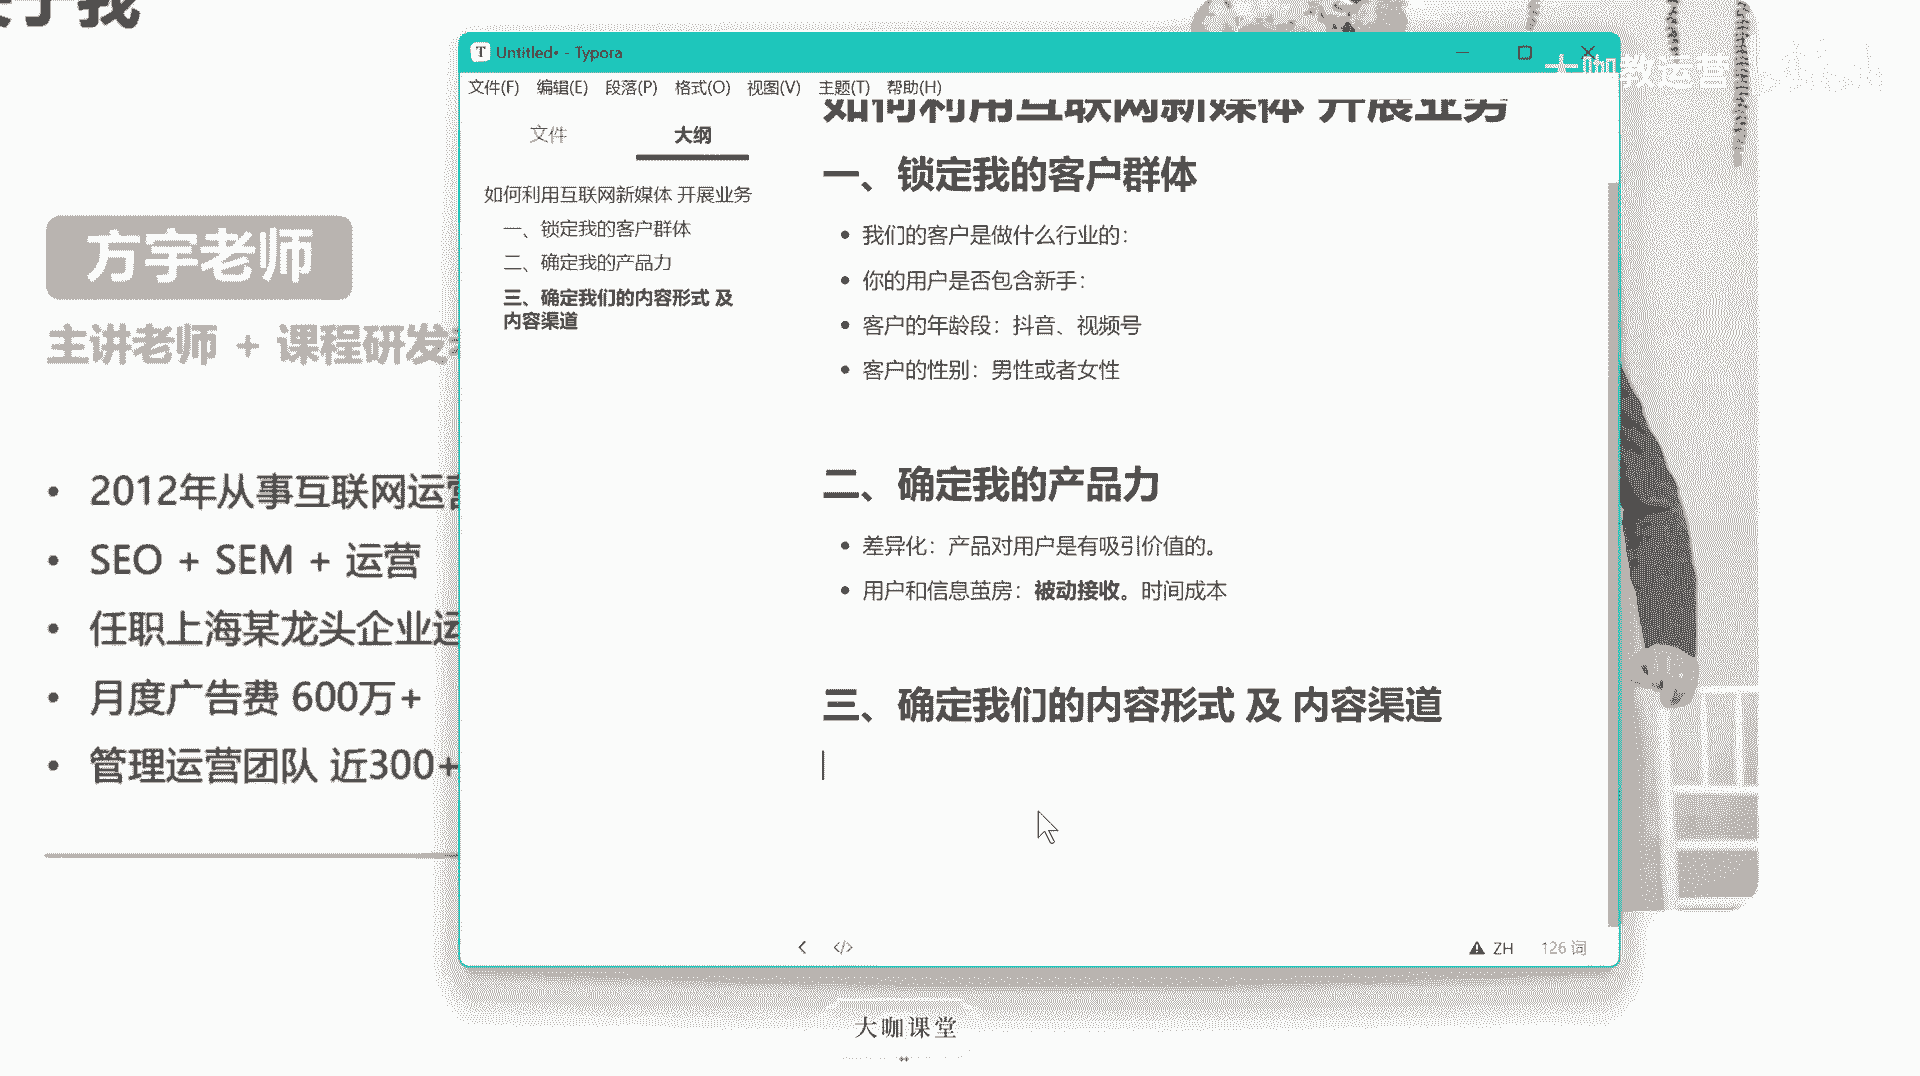 关于我
方宇老师
主讲老师 + 课程研发
2012年从事互联网运营
SEO + SEM + 运营
任职上海某龙头企业运
月度广告费 600万+
管理运营团队 近300+
Untitled• - Typora
文件(F) 编辑(E) 段落(P) 格式(O) 视图(V) 主题(T) 帮助(H)
文件 大纲
如何利用互联网新媒体 开展业务
一、锁定我的客户群体
二、确定我的产品力
三、确定我们的内容形式 及
内容渠道
如何利用互联网新媒体 开展业务
一、锁定我的客户群体
我们的客户是做什么行业的：
你的用户是否包含新手：
客户的年龄段：抖音、视频号
客户的性别：男性或者女性
二、确定我的产品力
差异化：产品对用户是有吸引价值的。
用户和信息茧房：被动接收。时间成本
三、确定我们的内容形式 及 内容渠道
ZH 126 词
大咖教运营
大咖课堂